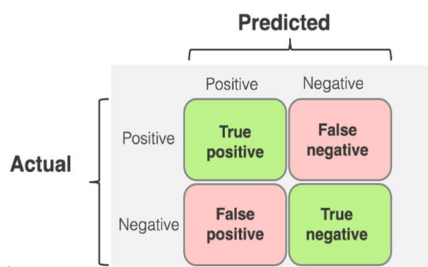 Predicted
Positive Negative
Actual
Positive
True
positive
False
negative
Negative
False
positive
True
negative